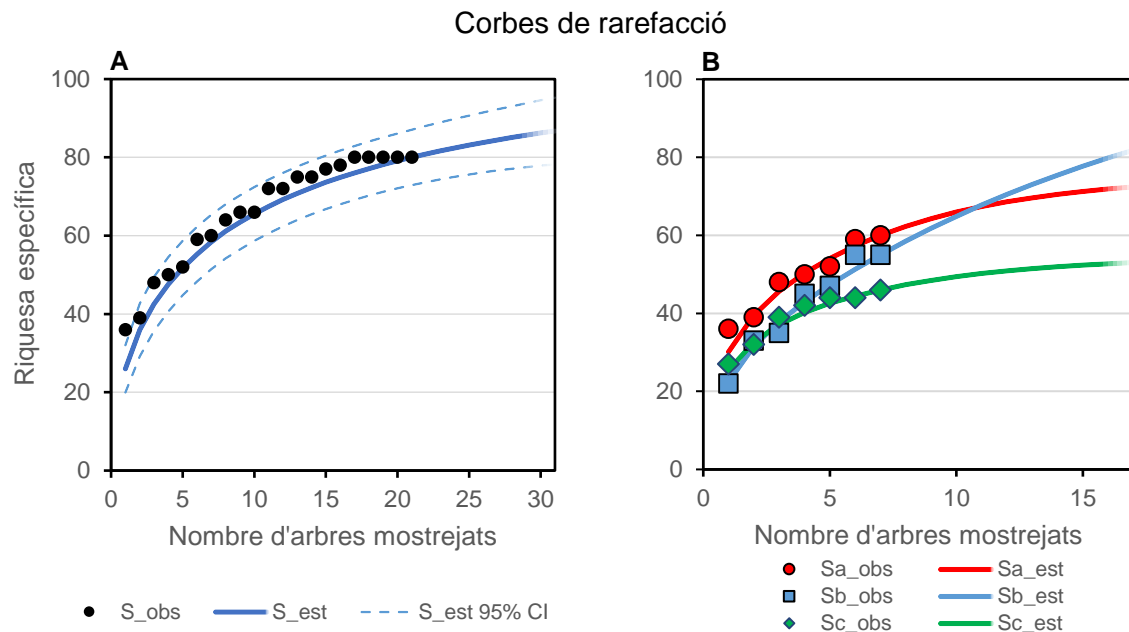 Corbes de rarefacció
A
100
80
60
40
20
0
Riquesa específica
0 5 10 15 20 25 30
Nombre d'arbres mostrejats
S_obs S_est S_est 95% CI
B
100
80
60
40
20
0
0 5 10 15
Nombre d'arbres mostrejats
Sa_obs Sa_est
Sb_obs Sb_est
Sc_obs Sc_est